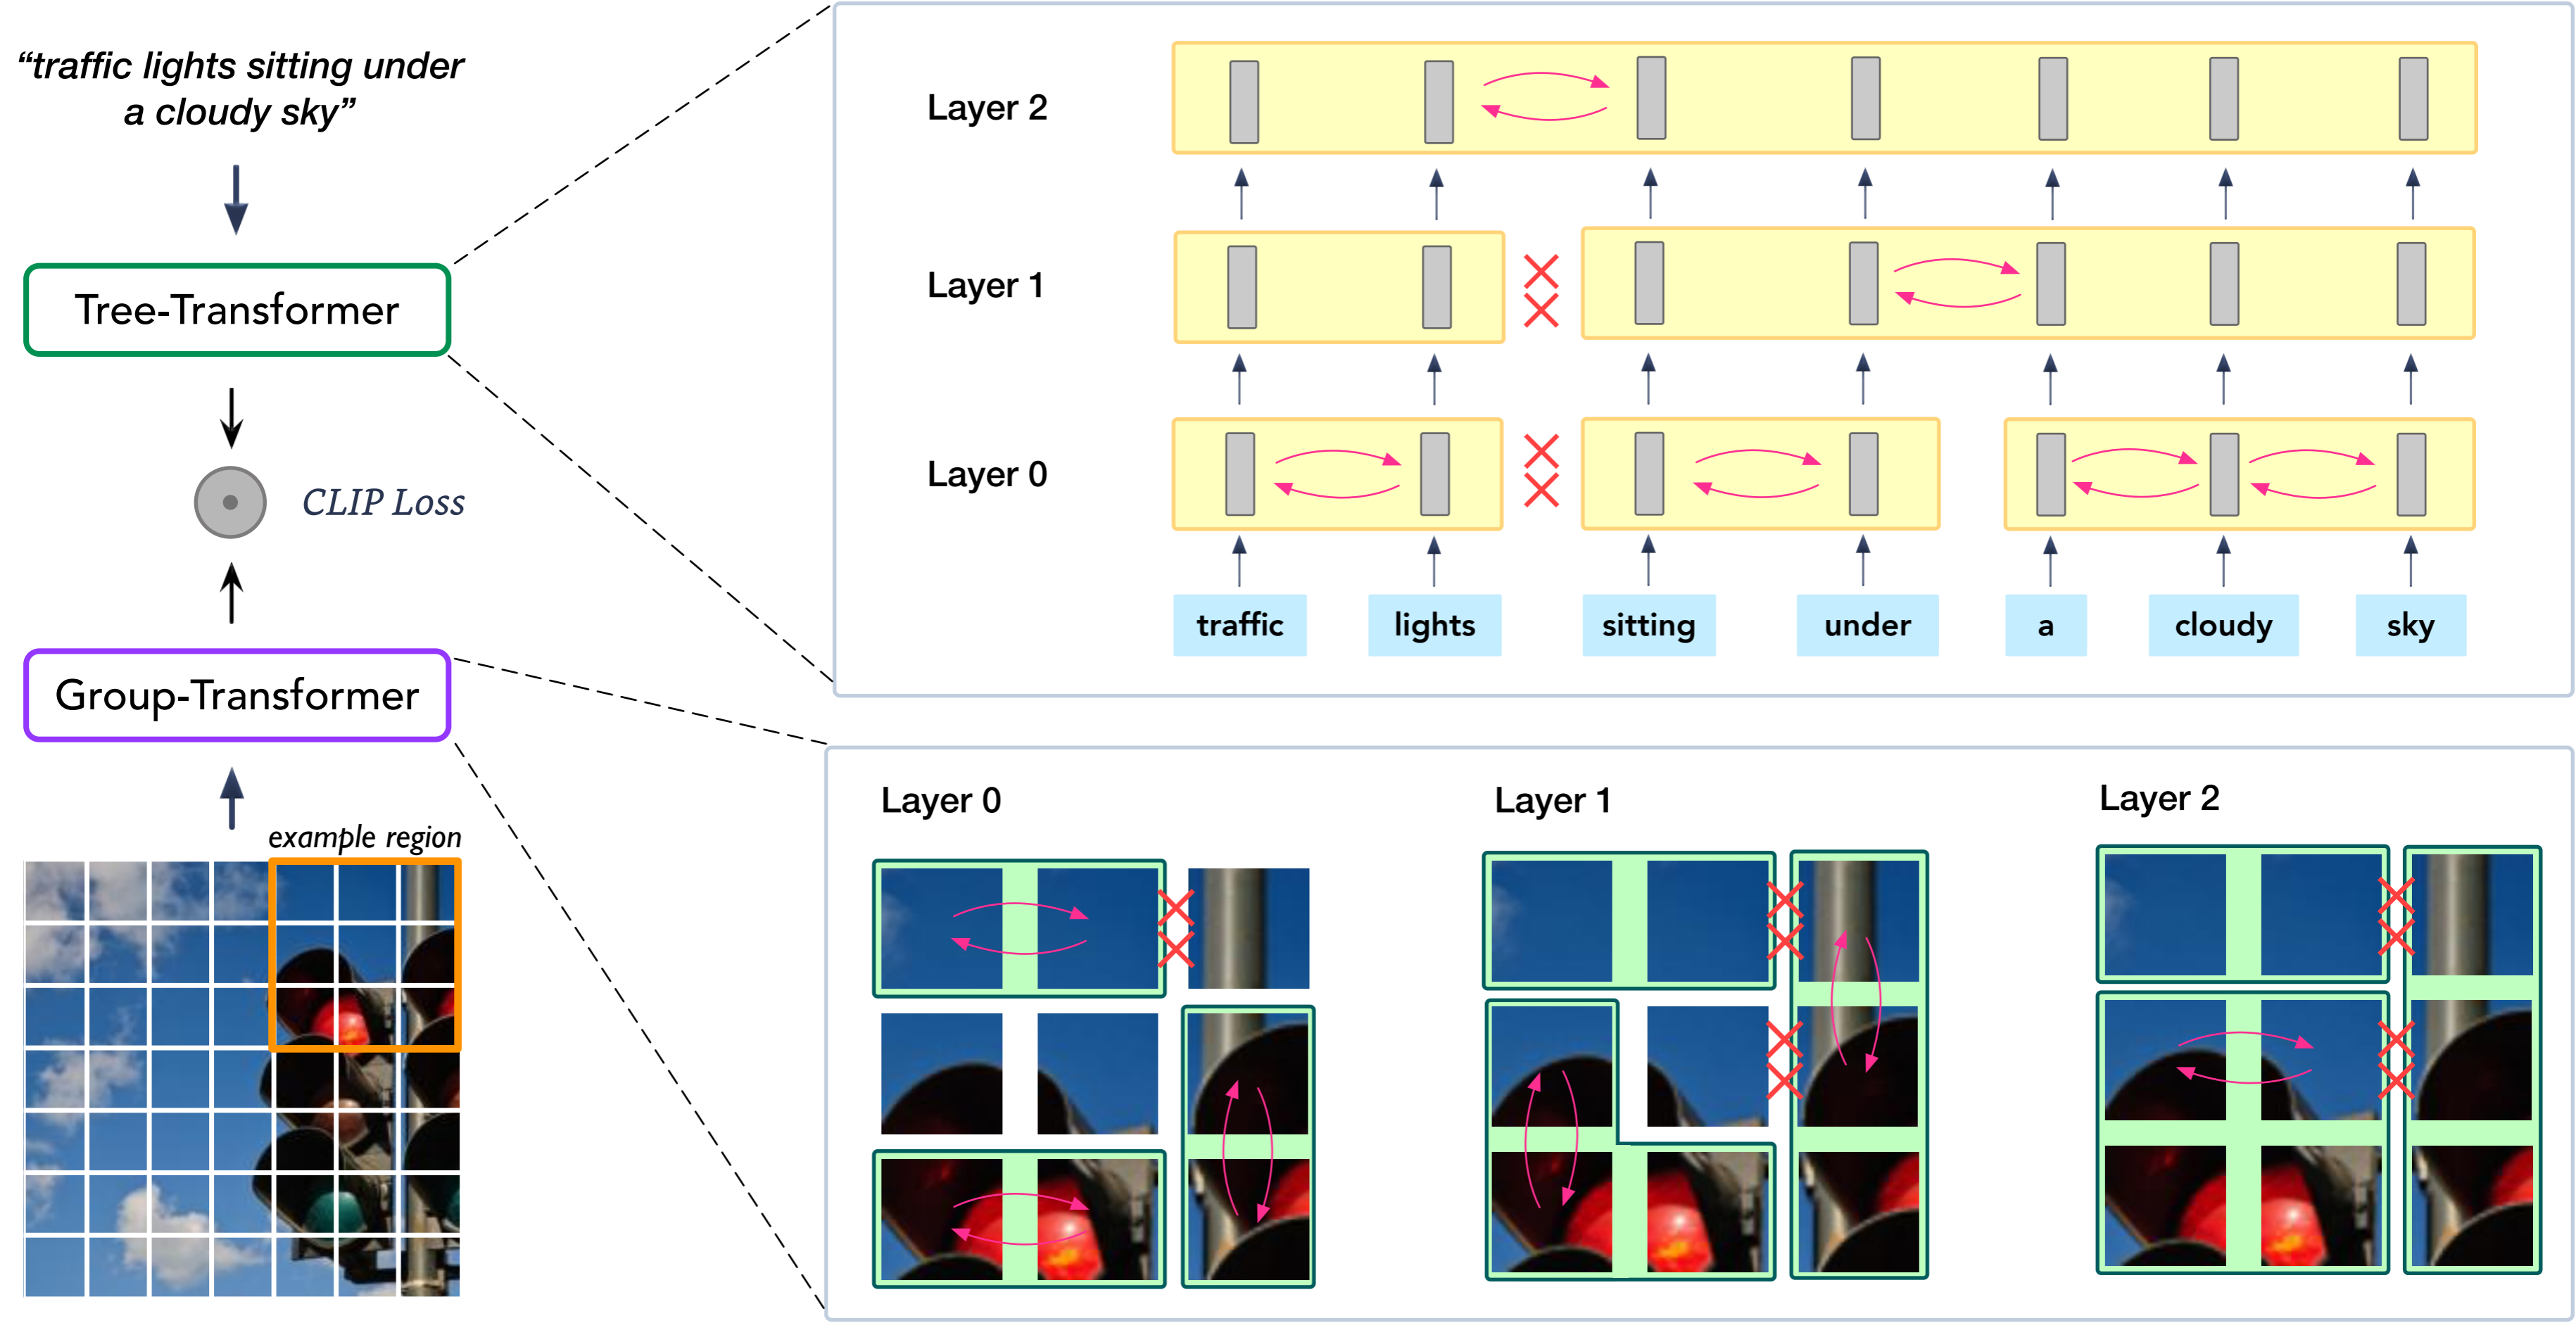 “traffic lights sitting under
a cloudy sky”
Tree-Transformer
CLIP Loss
Group-Transformer
example region
Layer 2
Layer 1
Layer 0
traffic lights sitting under a cloudy sky
Layer 0 Layer 1 Layer 2